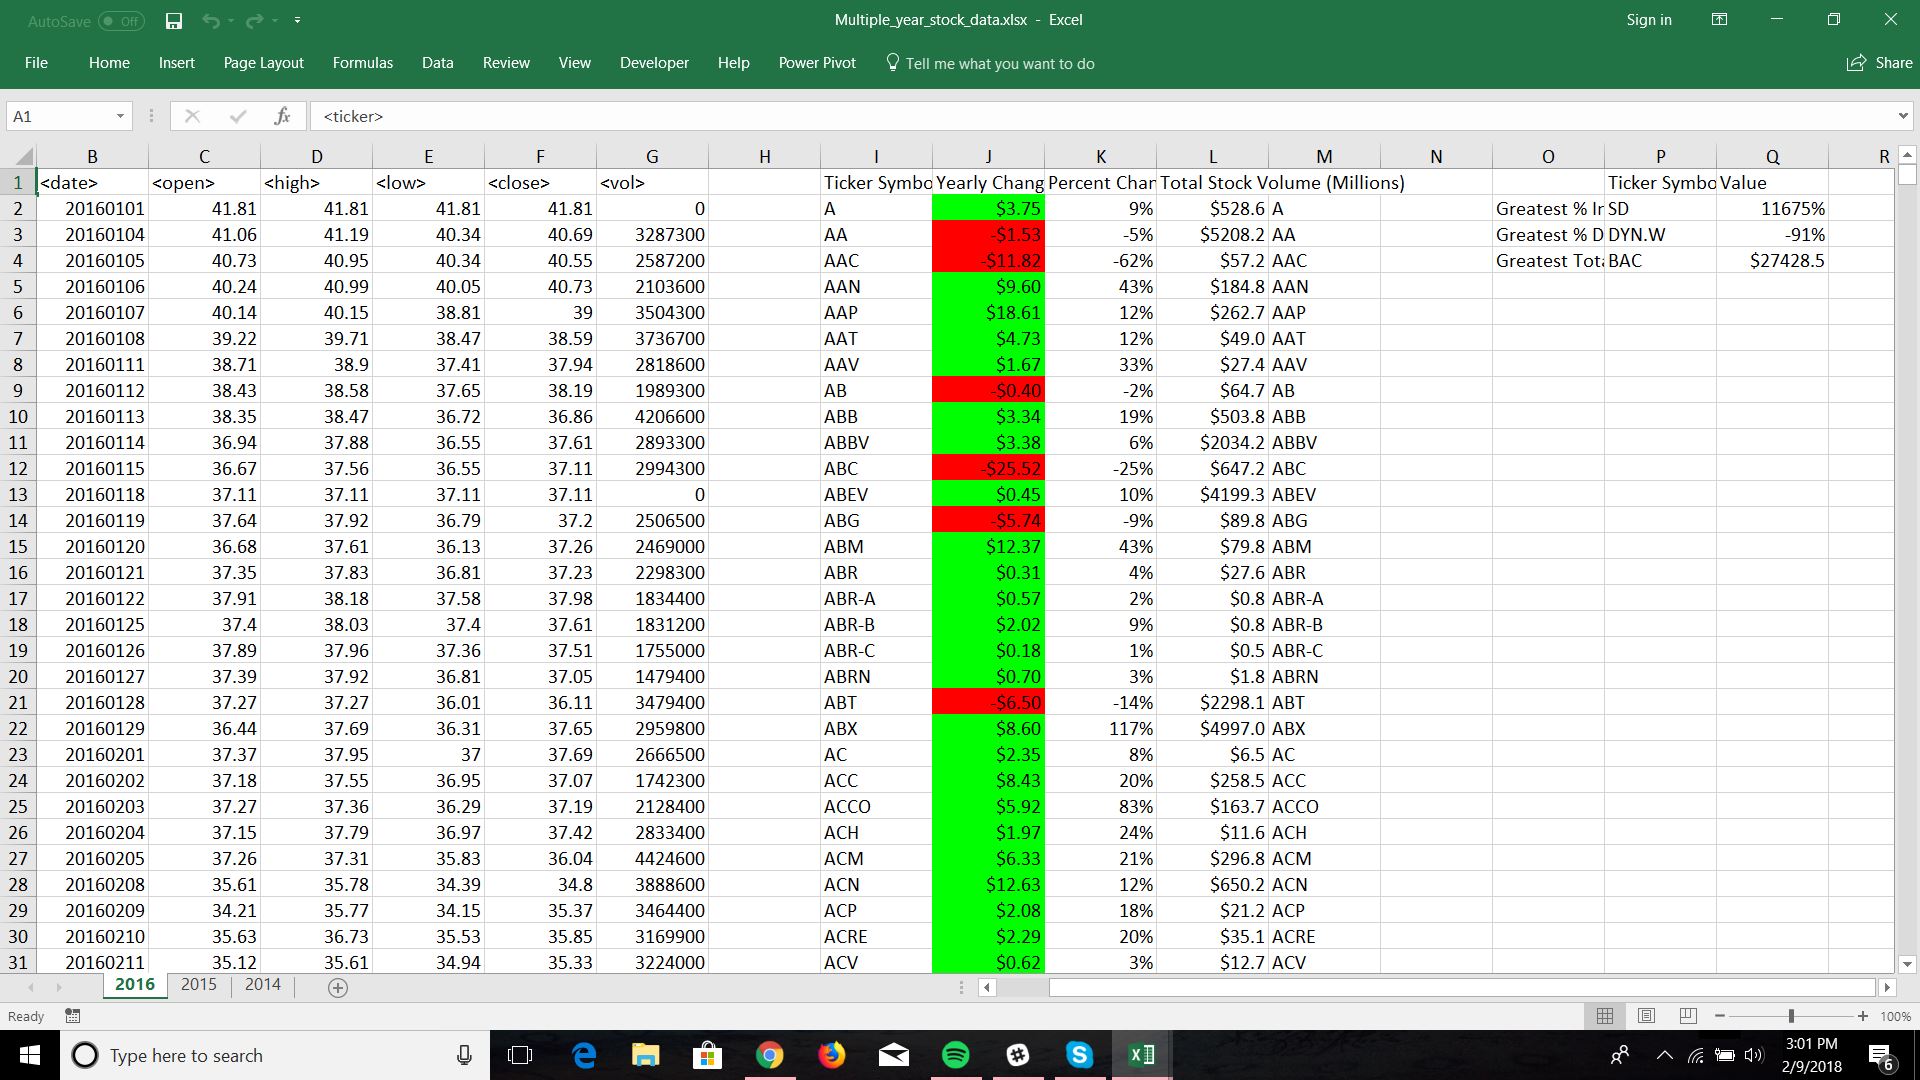 AutoSave Off Multiple_year_stock_data.xlsx - Excel Sign in
File Home Insert Page Layout Formulas Data Review View Developer Help Power Pivot Tell me what you want to do Share
A1 fx <ticker>
B C D E F G H I J K L M N O P Q R
1 <date> <open> <high> <low> <close> <vol> Ticker Symbo Yearly Chang Percent Char Total Stock Volume (Millions) Ticker Symbo Value
2 20160101 41.81 41.81 41.81 41.81 0 A $3.75 9% $528.6 A Greatest % Ir SD 11675%
3 20160104 41.06 41.19 40.34 40.69 3287300 AA -$1.53 -5% $5208.2 AA Greatest % D DYN.W -91%
4 20160105 40.73 40.95 40.34 40.55 2587200 AAC -$11.82 -62% $57.2 AAC Greatest Tota BAC $27428.5
5 20160106 40.24 40.99 40.05 40.73 2103600 AAN $9.60 43% $184.8 AAN
6 20160107 40.14 40.15 38.81 39 3504300 AAP $18.61 12% $262.7 AAP
7 20160108 39.22 39.71 38.47 38.59 3736700 AAT $4.73 12% $49.0 AAT
8 20160111 38.71 38.9 37.41 37.94 2818600 AAV $1.67 33% $27.4 AAV
9 20160112 38.43 38.58 37.65 38.19 1989300 AB -$0.40 -2% $64.7 AB
10 20160113 38.35 38.47 36.72 36.86 4206600 ABB $3.34 19% $503.8 ABB
11 20160114 36.94 37.88 36.55 37.61 2893300 ABBV $3.38 6% $2034.2 ABBV
12 20160115 36.67 37.56 36.55 37.11 2994300 ABC -$25.52 -25% $647.2 ABC
13 20160118 37.11 37.11 37.11 37.11 0 ABEV $0.45 10% $4199.3 ABEV
14 20160119 37.64 37.92 36.79 37.2 2506500 ABG -$5.74 -9% $89.8 ABG
15 20160120 36.68 37.61 36.13 37.26 2469000 ABM $12.37 43% $79.8 ABM
16 20160121 37.35 37.83 36.81 37.23 2298300 ABR $0.31 4% $27.6 ABR
17 20160122 37.91 38.18 37.58 37.98 1834400 ABR-A $0.57 2% $0.8 ABR-A
18 20160125 37.4 38.03 37.4 37.61 1831200 ABR-B $2.02 9% $0.8 ABR-B
19 20160126 37.89 37.96 37.36 37.51 1755000 ABR-C $0.18 1% $0.5 ABR-C
20 20160127 37.39 37.92 36.81 37.05 1479400 ABRN $0.70 3% $1.8 ABRN
21 20160128 37.27 37.27 36.01 36.11 3479400 ABT -$6.50 -14% $2298.1 ABT
22 20160129 36.44 37.69 36.31 37.65 2959800 ABX $8.60 117% $4997.0 ABX
23 20160201 37.37 37.95 37 37.69 2666500 AC $2.35 8% $6.5 AC
24 20160202 37.18 37.55 36.95 37.07 1742300 ACC $8.43 20% $258.5 ACC
25 20160203 37.27 37.36 36.29 37.19 2128400 ACCO $5.92 83% $163.7 ACCO
26 20160204 37.15 37.79 36.97 37.42 2833400 ACH $1.97 24% $11.6 ACH
27 20160205 37.26 37.31 35.83 36.04 4424600 ACM $6.33 21% $296.8 ACM
28 20160208 35.61 35.78 34.39 34.8 3888600 ACN $12.63 12% $650.2 ACN
29 20160209 34.21 35.77 34.15 35.37 3464400 ACP $2.08 18% $21.2 ACP
30 20160210 35.63 36.73 35.53 35.85 3169900 ACRE $2.29 20% $35.1 ACRE
31 20160211 35.12 35.61 34.94 35.33 3224000 ACV $0.62 3% $12.7 ACV
2016 2015 2014
Ready 100%
Type here to search 3:01 PM
2/9/2018 6